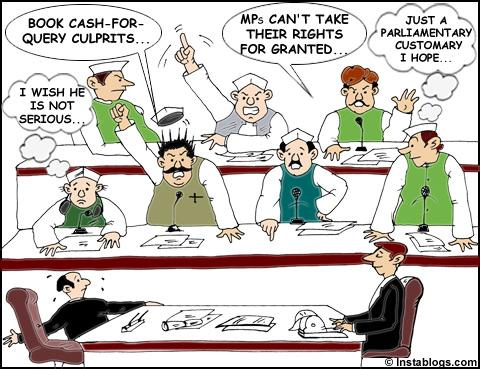 BOOK CASH-FOR-
QUERY CULPRITS...
MPs CAN'T TAKE
THEIR RIGHTS
FOR GRANTED...
JUST A
PARLIAMENTARY
CUSTOMARY
I HOPE...
I WISH HE
IS NOT
SERIOUS...
© Instablogs.com